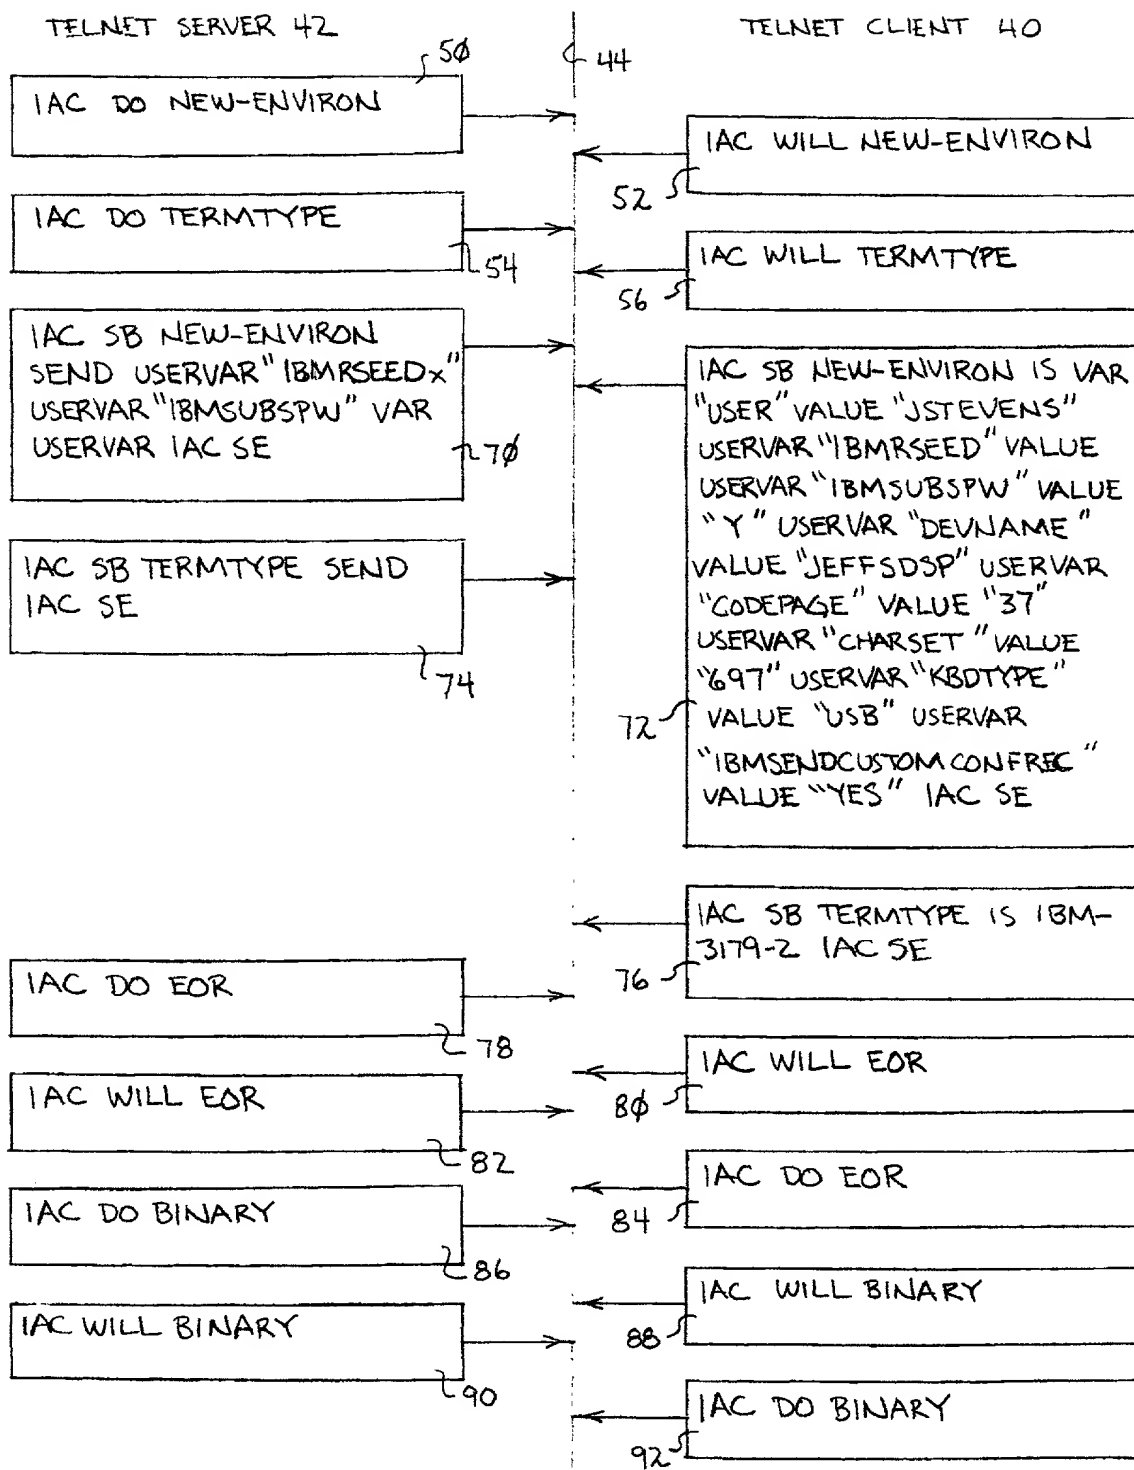 TELNET SERVER 42
TELNET CLIENT 40
44
5Ø
IAC DO NEW-ENVIRON
IAC WILL NEW-ENVIRON
52
IAC DO TERMTYPE
54
IAC WILL TERMTYPE
56
IAC SB NEW-ENVIRON
SEND USERVAR "IBMRSEEDx"
USERVAR "IBMSUBSPW" VAR
USERVAR IAC SE
7Ø
IAC SB NEW-ENVIRON IS VAR
"USER" VALUE "JSTEVENS"
USERVAR "IBMRSEED" VALUE
USERVAR "IBMSUBSPW" VALUE
"Y" USERVAR "DEVNAME"
VALUE "JEFFSDSP" USERVAR
"CODEPAGE" VALUE "37"
USERVAR "CHARSET" VALUE
"697" USERVAR "KBDTYPE"
VALUE "USB" USERVAR
"IBMSENDCUSTOMCONFREC"
VALUE "YES" IAC SE
72
IAC SB TERMTYPE SEND
IAC SE
74
IAC SB TERMTYPE IS IBM-
3179-2 IAC SE
76
IAC DO EOR
78
IAC WILL EOR
8Ø
IAC WILL EOR
82
IAC DO EOR
84
IAC DO BINARY
86
IAC WILL BINARY
88
IAC WILL BINARY
90
IAC DO BINARY
92